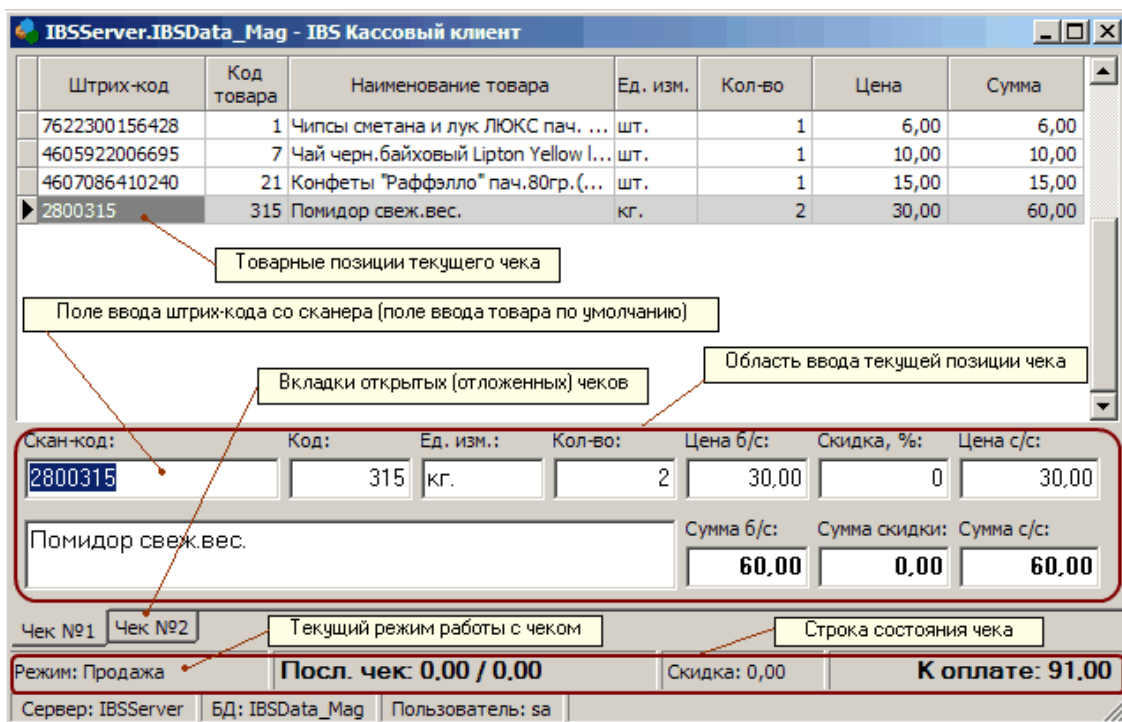 IBSServer.IBSData_Mag - IBS Кассовый клиент
Штрих-код Код товара Наименование товара Ед. изм. Кол-во Цена Сумма
7622300156428 1 Чипсы сметана и лук ЛЮКС пач. ... шт. 1 6,00 6,00
4605922006695 7 Чай черн.байховый Lipton Yellow l... шт. 1 10,00 10,00
4607086410240 21 Конфеты "Раффэлло" пач.80гр.(... шт. 1 15,00 15,00
2800315 315 Помидор свеж.вес. кг. 2 30,00 60,00
Товарные позиции текущего чека
Поле ввода штрих-кода со сканера (поле ввода товара по умолчанию)
Область ввода текущей позиции чека
Вкладки открытых (отложенных) чеков
Скан-код: Код: Ед. изм.: Кол-во: Цена б/с: Скидка, %: Цена с/с:
2800315 315 кг. 2 30,00 0 30,00
Помидор свеж.вес.
Сумма б/с: Сумма скидки: Сумма с/с:
60,00 0,00 60,00
Чек №1 Чек №2
Текущий режим работы с чеком
Строка состояния чека
Режим: Продажа Посл. чек: 0,00 / 0,00 Скидка: 0,00 К оплате: 91,00
Сервер: IBSServer БД: IBSData_Mag Пользователь: sa